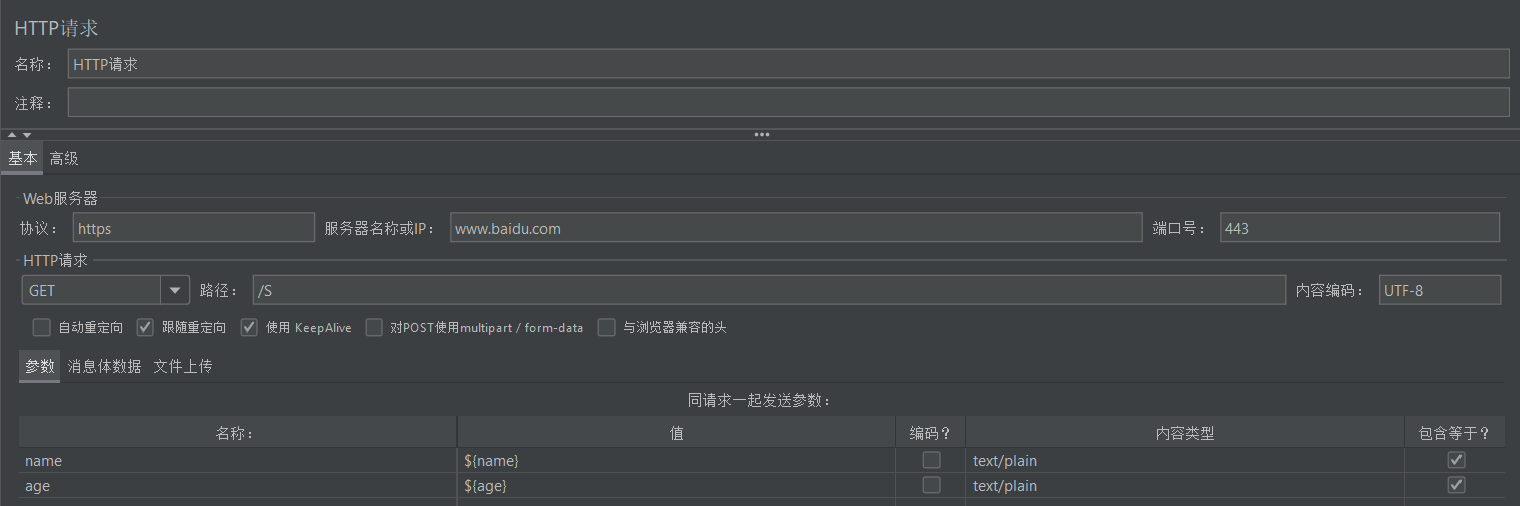 HTTP请求
名称： HTTP请求
注释：
基本 高级
Web服务器
协议： https 服务器名称或IP： www.baidu.com 端口号： 443
HTTP请求
GET 路径： /S 内容编码： UTF-8
自动重定向 跟随重定向 使用 KeepAlive 对POST使用multipart / form-data 与浏览器兼容的头
参数 消息体数据 文件上传
同请求一起发送参数：
名称： 值 编码？ 内容类型 包含等于？
name ${name} text/plain
age ${age} text/plain